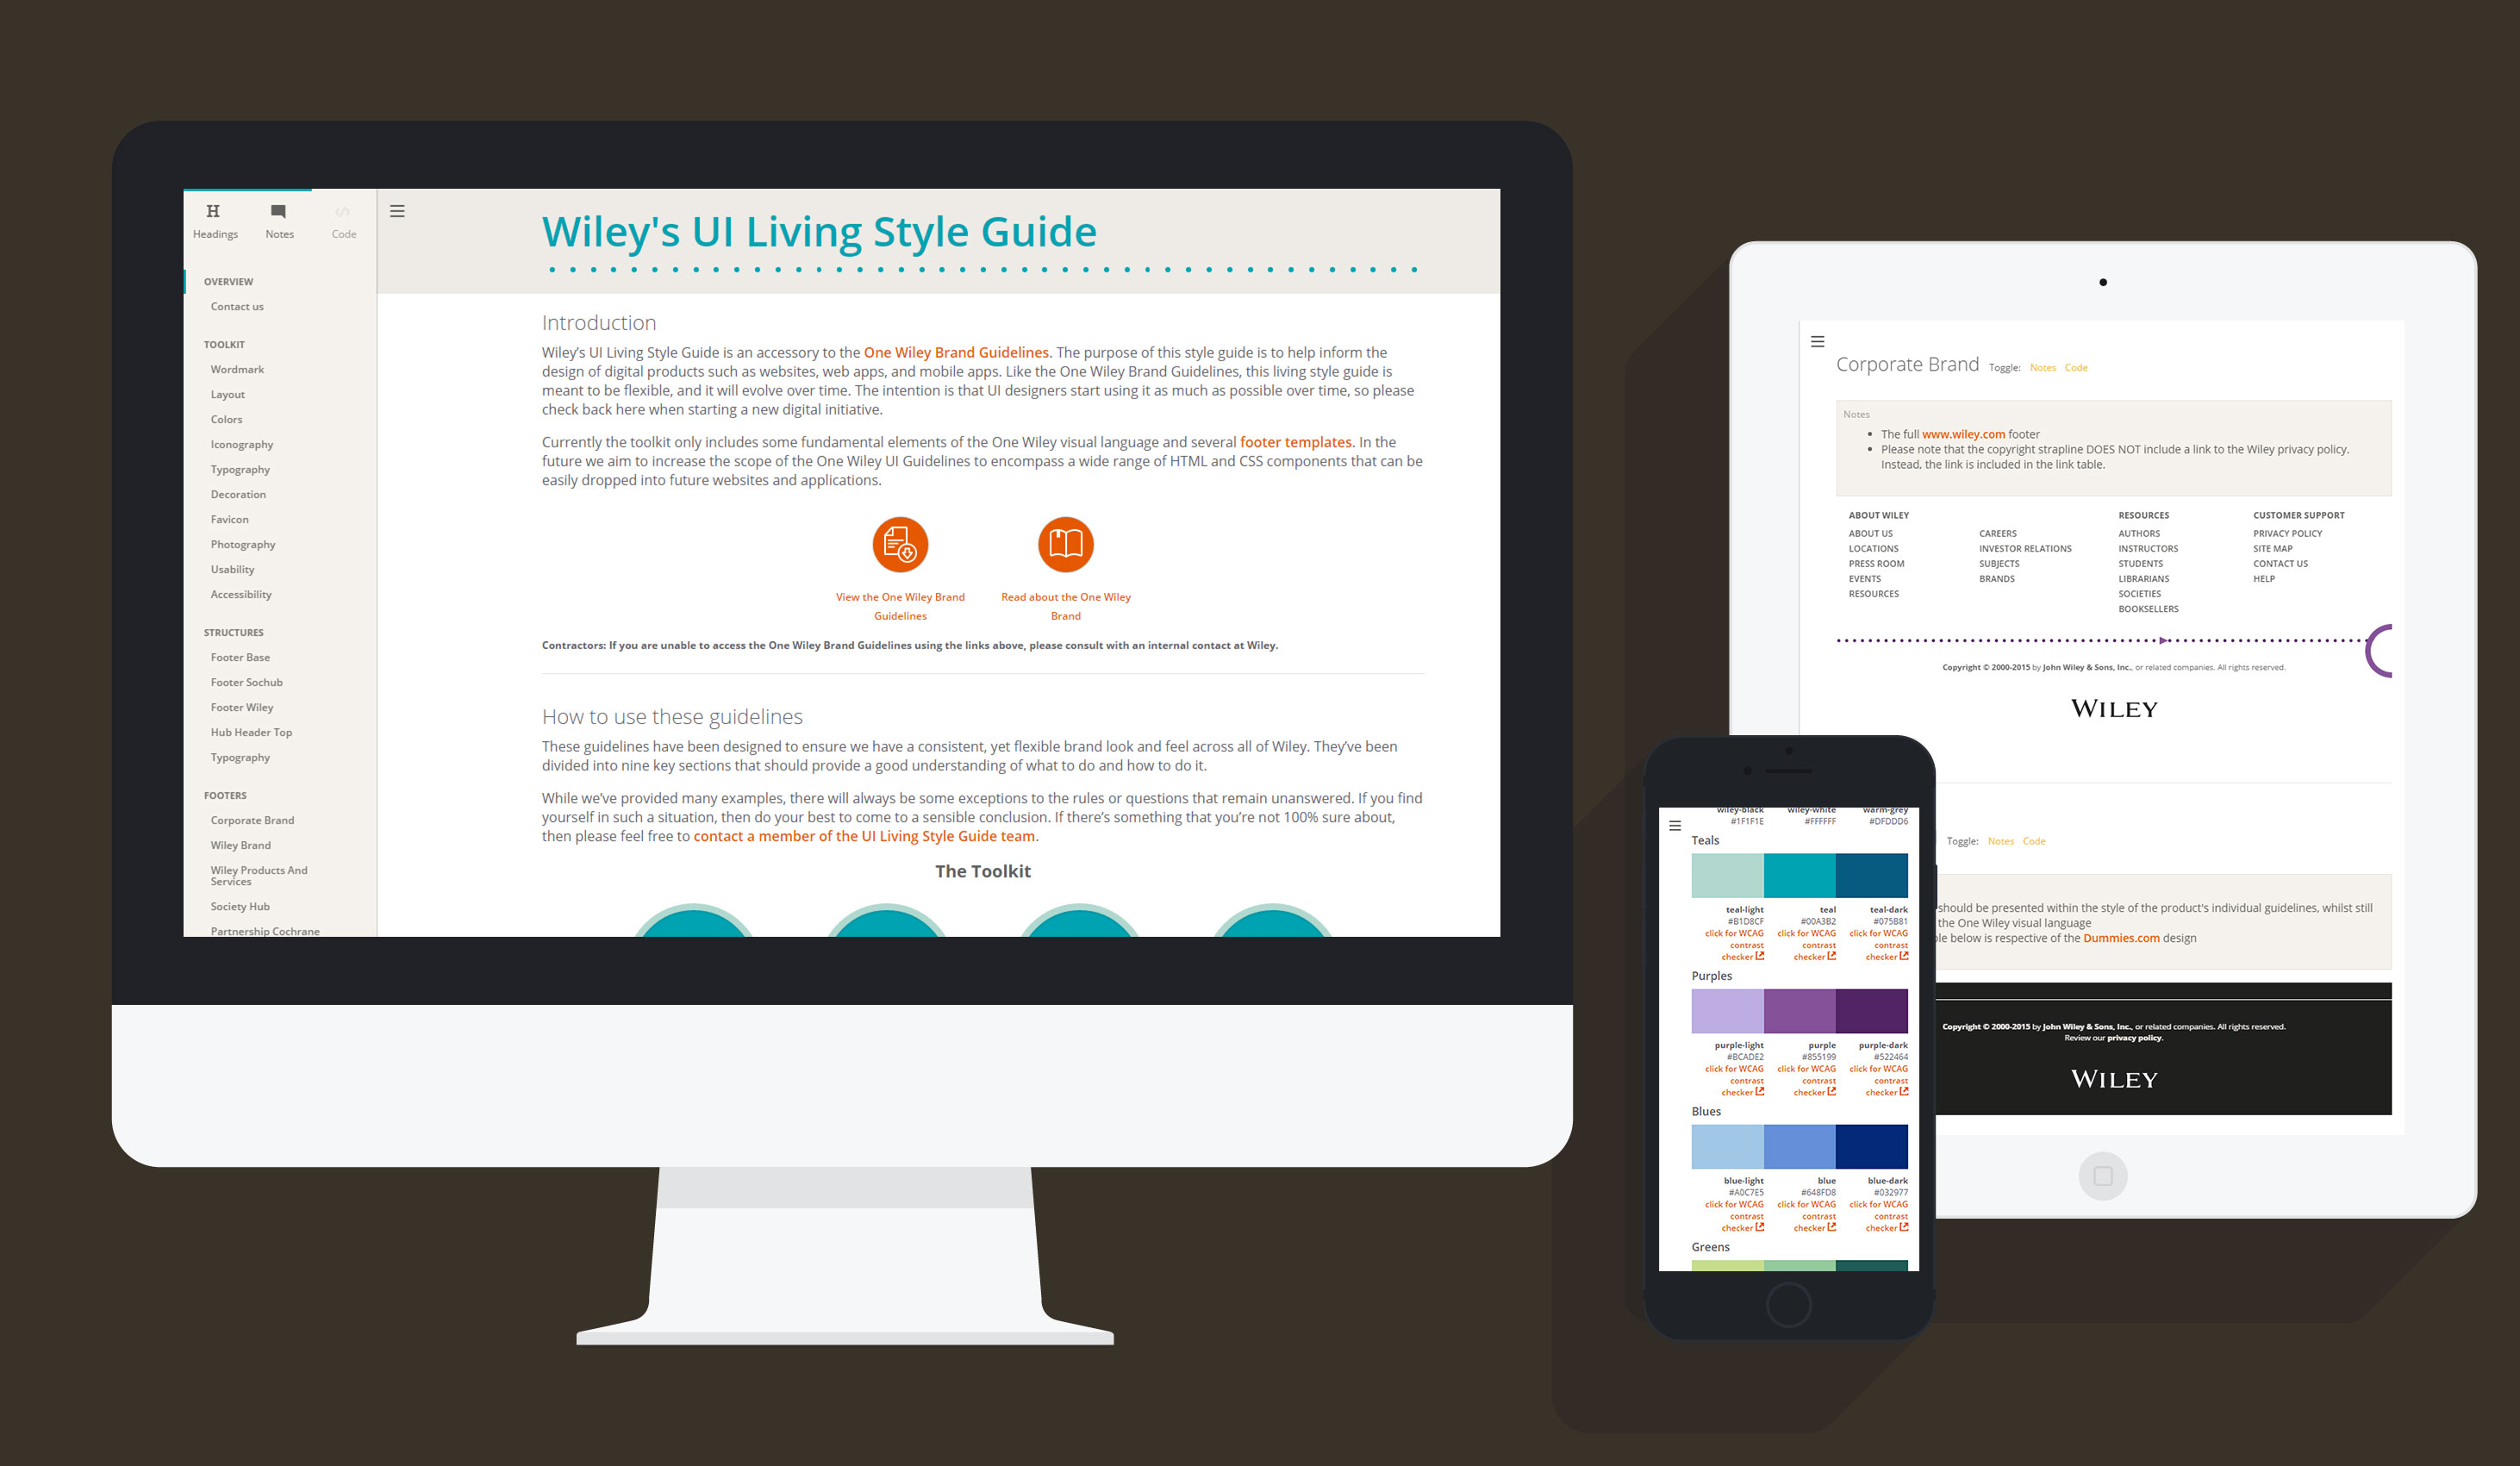 Headings
Notes
Code
OVERVIEW
Contact us
TOOLKIT
Wordmark
Layout
Colors
Iconography
Typography
Decoration
Favicon
Photography
Usability
Accessibility
STRUCTURES
Footer Base
Footer Sochub
Footer Wiley
Hub Header Top
Typography
FOOTERS
Corporate Brand
Wiley Brand
Wiley Products And
Services
Society Hub
Partnership Cochrane
Wiley's UI Living Style Guide
Introduction
Wiley's UI Living Style Guide is an accessory to the One Wiley Brand Guidelines. The purpose of this style guide is to help inform the
design of digital products such as websites, web apps, and mobile apps. Like the One Wiley Brand Guidelines, this living style guide is
meant to be flexible, and it will evolve over time. The intention is that UI designers start using it as much as possible over time, so please
check back here when starting a new digital initiative.
Currently the toolkit only includes some fundamental elements of the One Wiley visual language and several footer templates. In the
future we aim to increase the scope of the One Wiley UI Guidelines to encompass a wide range of HTML and CSS components that can be
easily dropped into future websites and applications.
View the One Wiley Brand
Guidelines
Read about the One Wiley
Brand
Contractors: If you are unable to access the One Wiley Brand Guidelines using the links above, please consult with an internal contact at Wiley.
How to use these guidelines
These guidelines have been designed to ensure we have a consistent, yet flexible brand look and feel across all of Wiley. They've been
divided into nine key sections that should provide a good understanding of what to do and how to do it.
While we've provided many examples, there will always be some exceptions to the rules or questions that remain unanswered. If you find
yourself in such a situation, then do your best to come to a sensible conclusion. If there's something that you're not 100% sure about,
then please feel free to contact a member of the UI Living Style Guide team.
The Toolkit
Corporate Brand Toggle: Notes Code
Notes
The full www.wiley.com footer
Please note that the copyright strapline DOES NOT include a link to the Wiley privacy policy.
Instead, the link is included in the link table.
ABOUT WILEY
ABOUT US
LOCATIONS
PRESS ROOM
EVENTS
RESOURCES
CAREERS
INVESTOR RELATIONS
SUBJECTS
BRANDS
RESOURCES
AUTHORS
INSTRUCTORS
STUDENTS
LIBRARIANS
SOCIETIES
BOOKSELLERS
CUSTOMER SUPPORT
PRIVACY POLICY
SITE MAP
CONTACT US
HELP
Copyright © 2000-2015 by John Wiley & Sons, Inc., or related companies. All rights reserved.
WILEY
Toggle: Notes Code
should be presented within the style of the product's individual guidelines, whilst still
the One Wiley visual language
below is respective of the Dummies.com design
Copyright © 2000-2015 by John Wiley & Sons, Inc., or related companies. All rights reserved.
Review our privacy policy.
WILEY
wiley-black wiley-white warm-grey
#1F1F1E #FFFFFF #DFDDD6
Teals
teal-light teal teal-dark
#B1D8CF #00A3B2 #075B81
click for WCAG click for WCAG click for WCAG
contrast contrast contrast
checker checker checker
Purples
purple-light purple purple-dark
#BCADE2 #855199 #522464
click for WCAG click for WCAG click for WCAG
contrast contrast contrast
checker checker checker
Blues
blue-light blue blue-dark
#A0C7E5 #648FD8 #032977
click for WCAG click for WCAG click for WCAG
contrast contrast contrast
checker checker checker
Greens